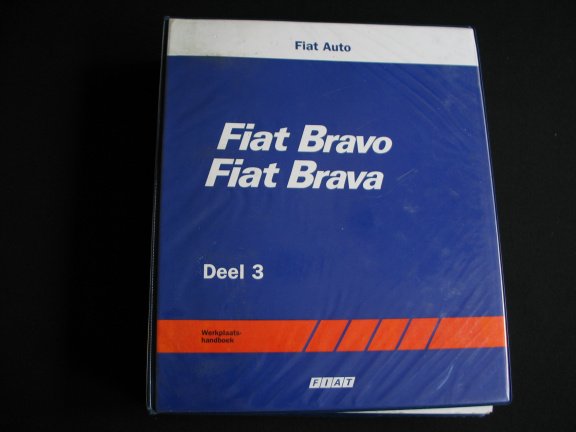 Fiat Auto
Fiat Bravo
Fiat Brava
Deel 3
Werkplaats-
handboek
FIAT